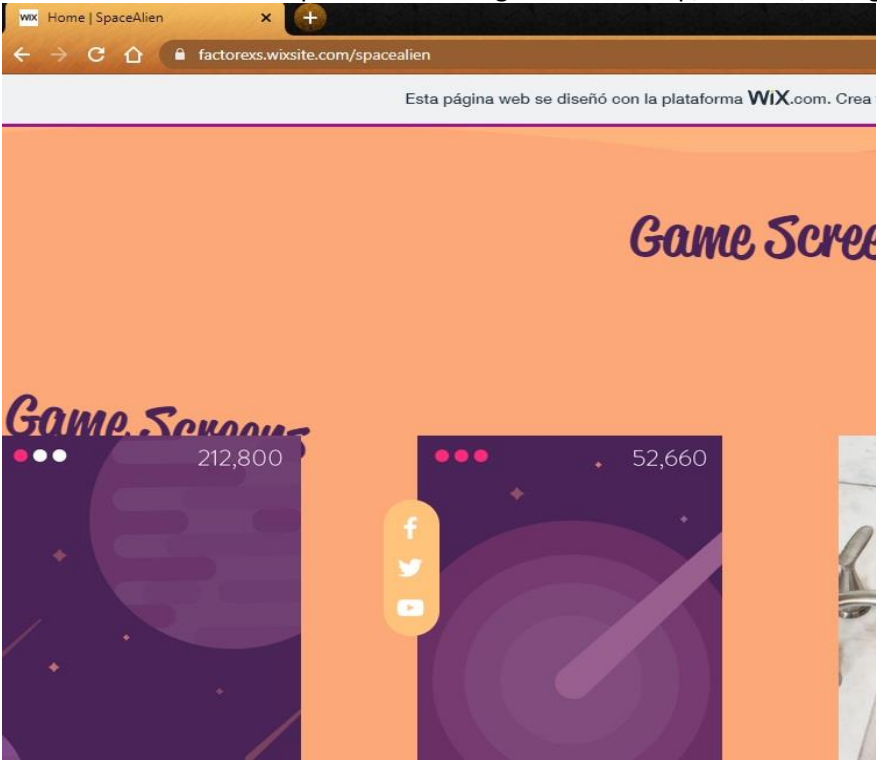 WiX Home | SpaceAlien
factorexs.wixsite.com/spacealien
Esta página web se diseñó con la plataforma WiX.com. Crea
Game Scree
Game Screens
212,800
52,660